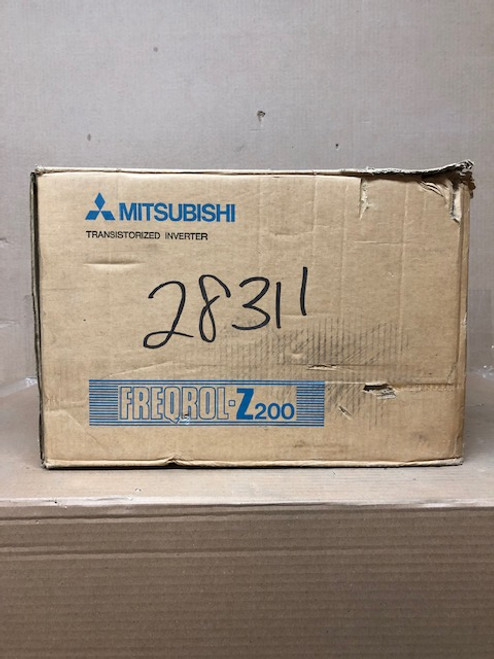 MITSUBISHI
TRANSISTORIZED INVERTER
28311
FREQROL-Z200